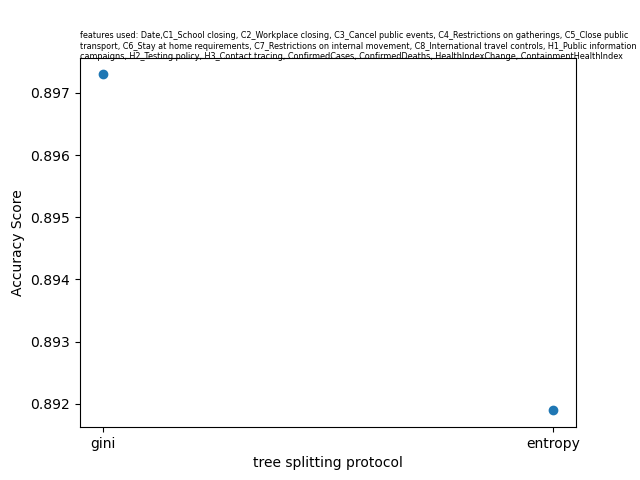 features used: Date,C1_School closing, C2_Workplace closing, C3_Cancel public events, C4_Restrictions on gatherings, C5_Close public
transport, C6_Stay at home requirements, C7_Restrictions on internal movement, C8_International travel controls, H1_Public information
campaigns, H2_Testing policy, H3_Contact tracing, ConfirmedCases, ConfirmedDeaths, HealthIndexChange, ContainmentHealthIndex
0.897
0.896
0.895
0.894
0.893
0.892
Accuracy Score
gini
entropy
tree splitting protocol